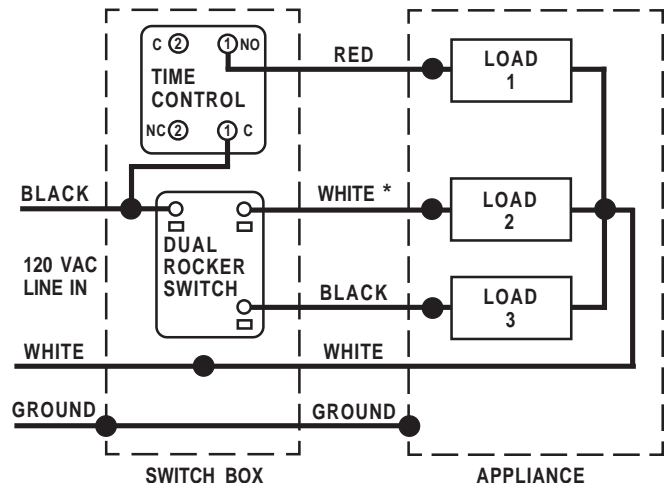 C 2 1 NO
TIME
CONTROL
NC 2 1 C
RED
LOAD
1
BLACK
WHITE *
LOAD
2
DUAL
ROCKER
SWITCH
120 VAC
LINE IN
BLACK
LOAD
3
WHITE
WHITE
GROUND
GROUND
SWITCH BOX
APPLIANCE